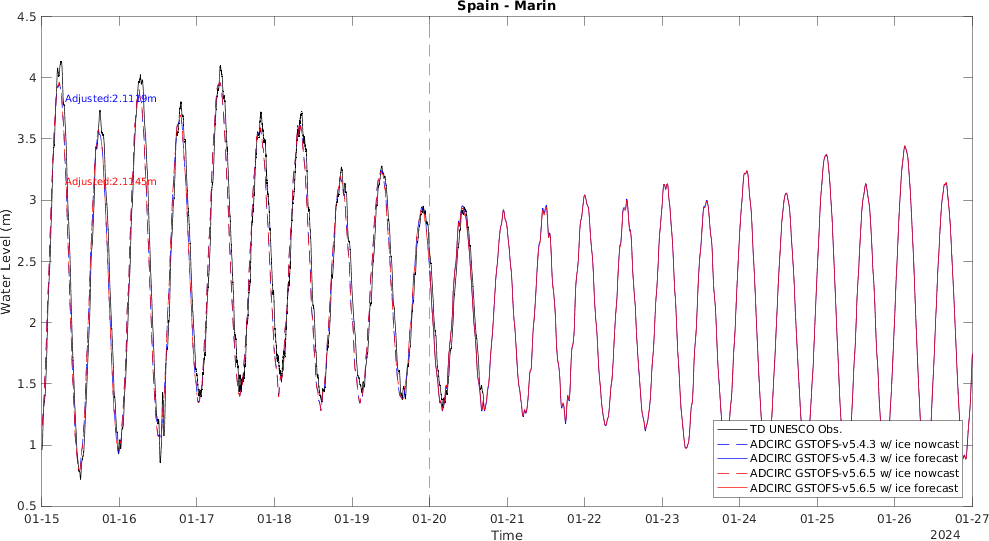 Spain - Marin
4.5
4
3.5
3
2.5
2
1.5
1
0.5
Water Level (m)
Adjusted:2.1119m
Adjusted:2.1145m
TD UNESCO Obs.
ADCIRC GSTOFS-v5.4.3 w/ ice nowcast
ADCIRC GSTOFS-v5.4.3 w/ ice forecast
ADCIRC GSTOFS-v5.6.5 w/ ice nowcast
ADCIRC GSTOFS-v5.6.5 w/ ice forecast
01-15 01-16 01-17 01-18 01-19 01-20 01-21 01-22 01-23 01-24 01-25 01-26 01-27
Time
2024